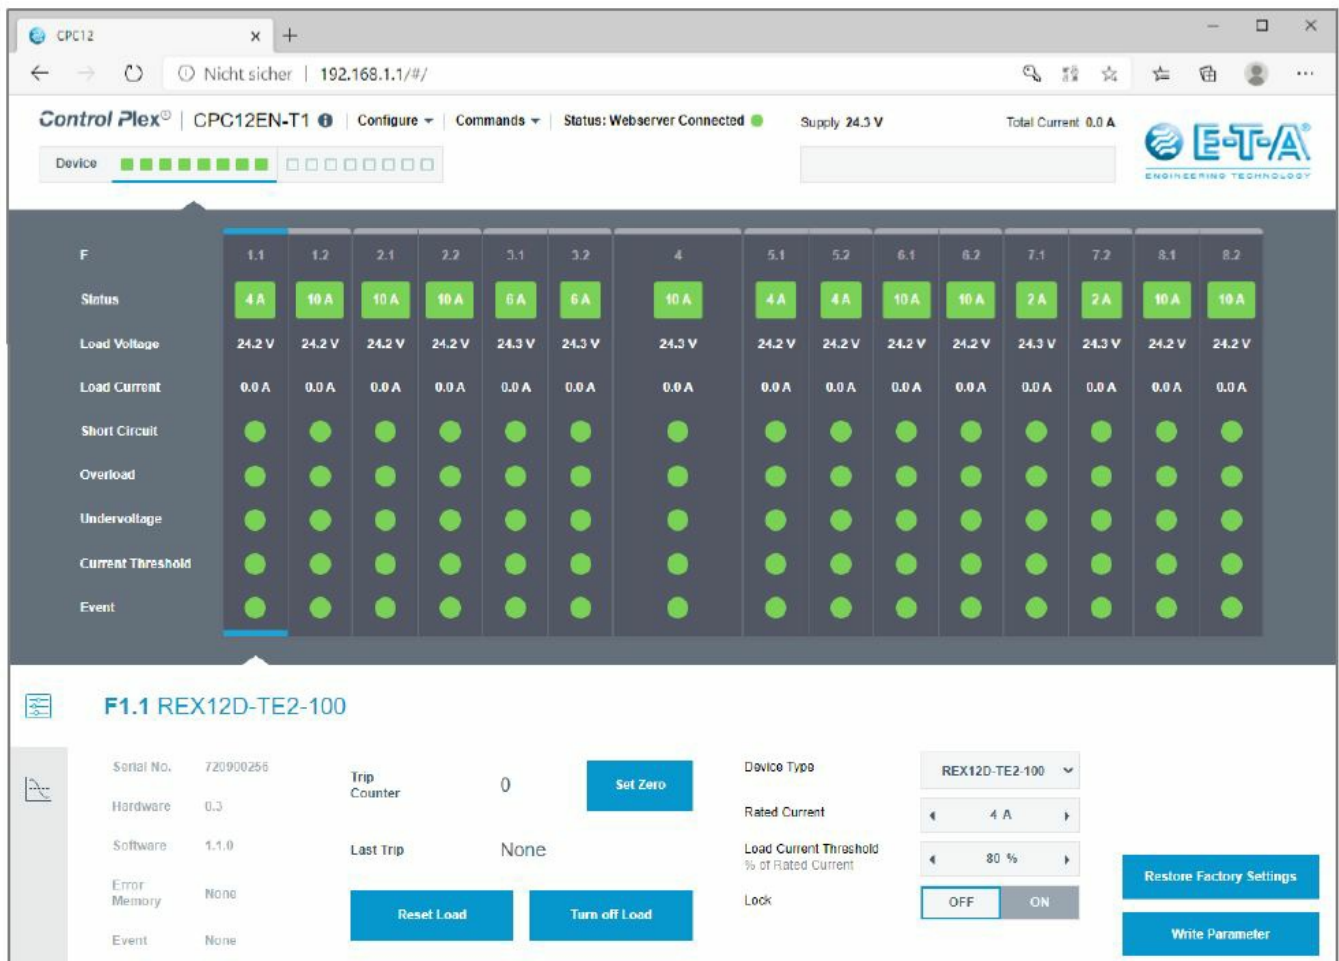 CPC12
Nicht sicher | 192.168.1.1/#/
Control Plex® | CPC12EN-T1 | Configure | Commands | Status: Webserver Connected
Supply 24.3 V
Total Current 0.0 A
E-T-A®
ENGINEERING TECHNOLOGY
Device
F 1.1 1.2 2.1 2.2 3.1 3.2 4 5.1 5.2 6.1 6.2 7.1 7.2 8.1 8.2
Status 4 A 10 A 10 A 10 A 6 A 6 A 10 A 4 A 4 A 10 A 10 A 2 A 2 A 10 A 10 A
Load Voltage 24.2 V 24.2 V 24.2 V 24.2 V 24.3 V 24.3 V 24.3 V 24.2 V 24.2 V 24.2 V 24.2 V 24.3 V 24.3 V 24.2 V 24.2 V
Load Current 0.0 A 0.0 A 0.0 A 0.0 A 0.0 A 0.0 A 0.0 A 0.0 A 0.0 A 0.0 A 0.0 A 0.0 A 0.0 A 0.0 A 0.0 A
Short Circuit
Overload
Undervoltage
Current Threshold
Event
F1.1 REX12D-TE2-100
Serial No. 720900256
Hardware 0.3
Software 1.1.0
Error
Memory None
Event None
Trip
Counter 0 Set Zero
Last Trip None
Reset Load Turn off Load
Device Type REX12D-TE2-100
Rated Current 4 A
Load Current Threshold
% of Rated Current 80 %
Lock OFF ON
Restore Factory Settings
Write Parameter